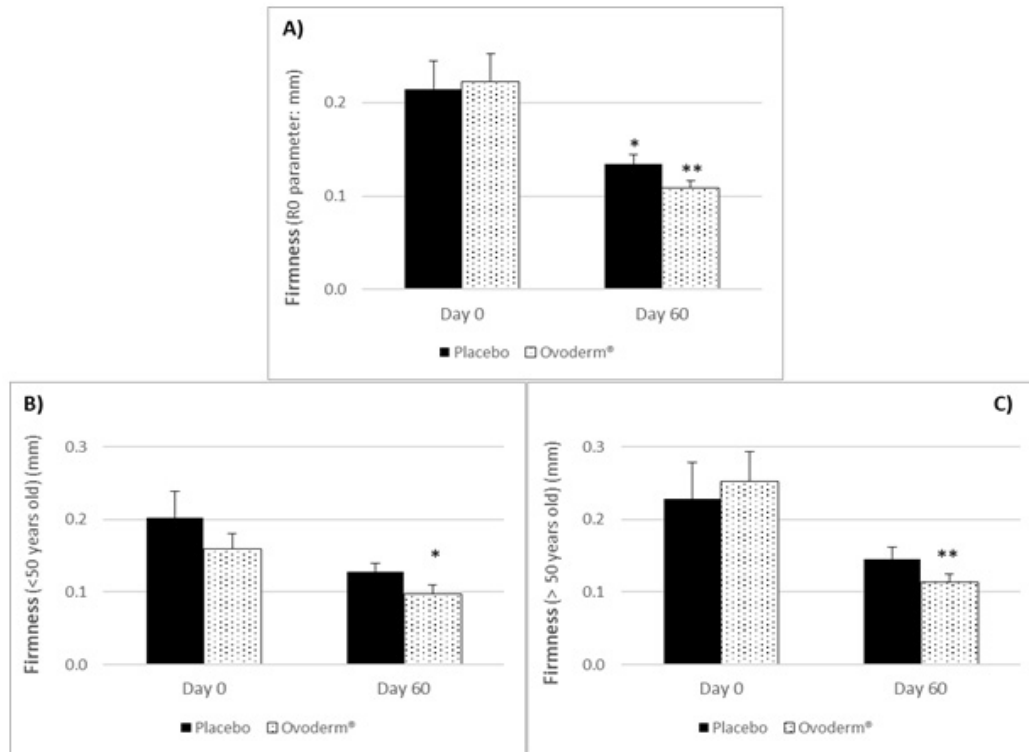 A)
Firmness (R0 parameter: mm)
0.2
0.1
0.0
*
**
Day 0
Day 60
Placebo
Ovoderm®
B)
Firmness (<50 years old) (mm)
0.3
0.2
0.1
0.0
*
Day 0
Day 60
Placebo
Ovoderm®
C)
Firmness (> 50 years old) (mm)
0.3
0.2
0.1
0.0
**
Day 0
Day 60
Placebo
Ovoderm®